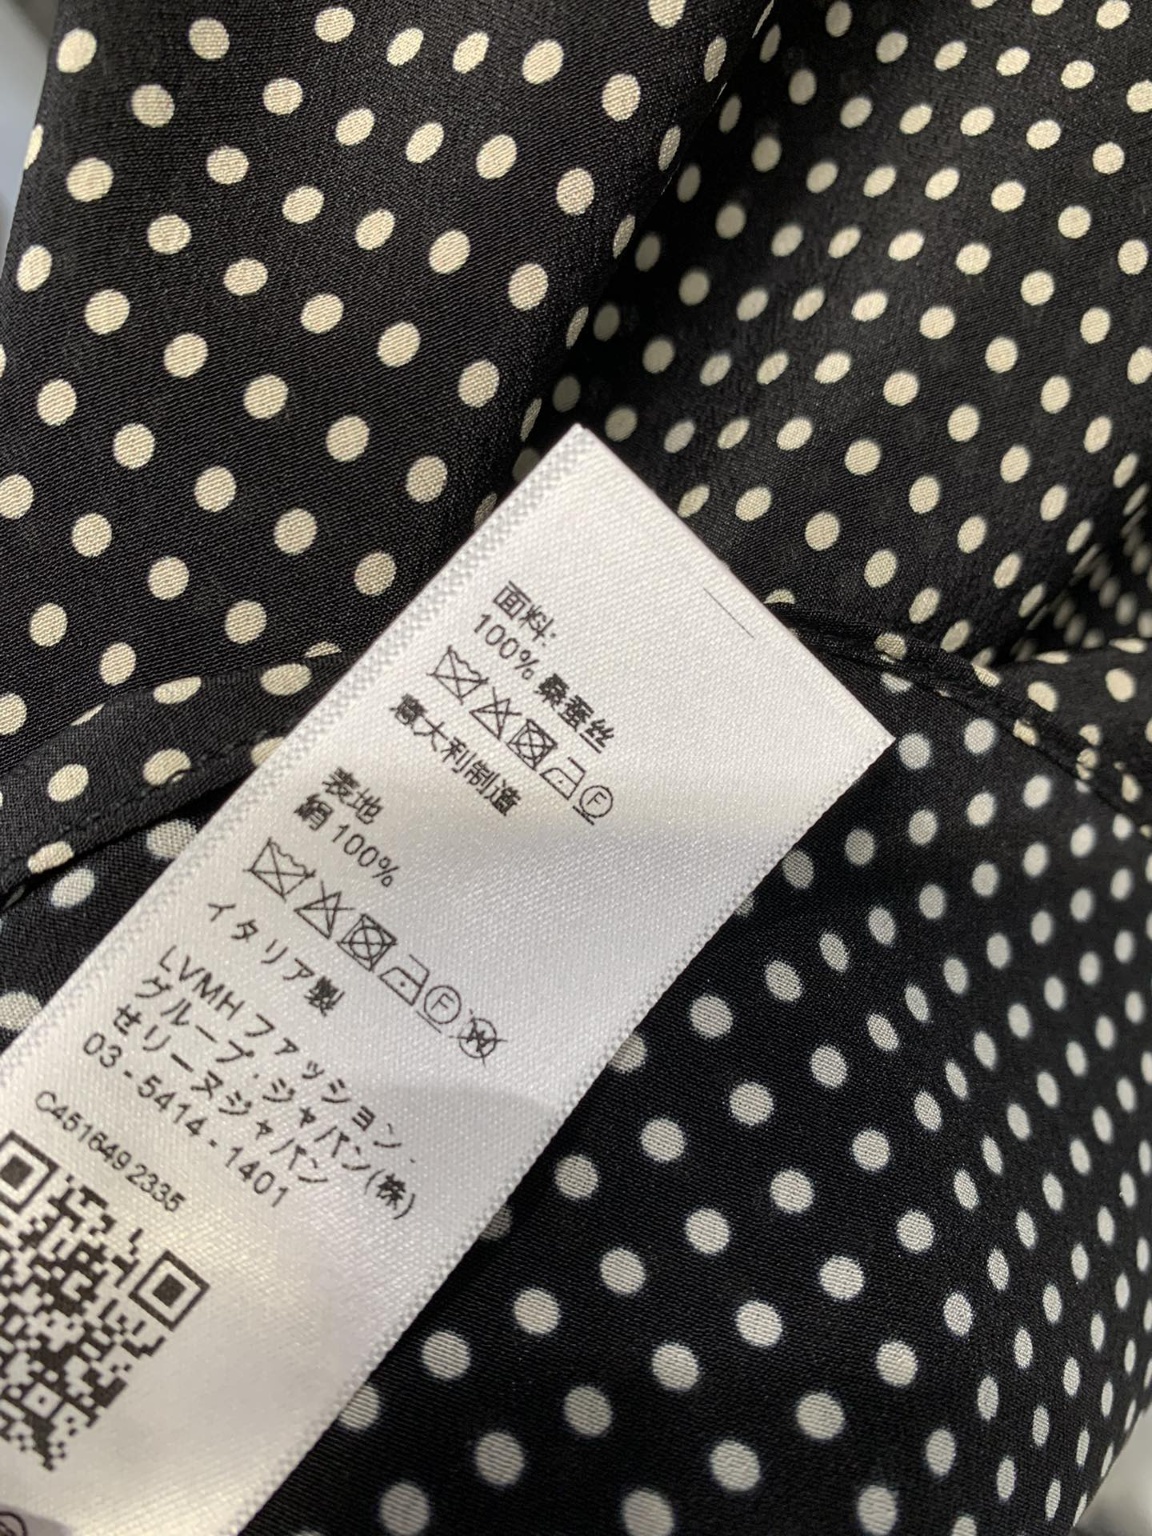 面料:
100% 桑蚕丝
F
意大利制造
表地
絹 100%
F W
イタリア製
LVMH ファッション.
グループ・ジャパン(株)
せリーヌジャパン
03 - 5414 - 1401
C451649 2335